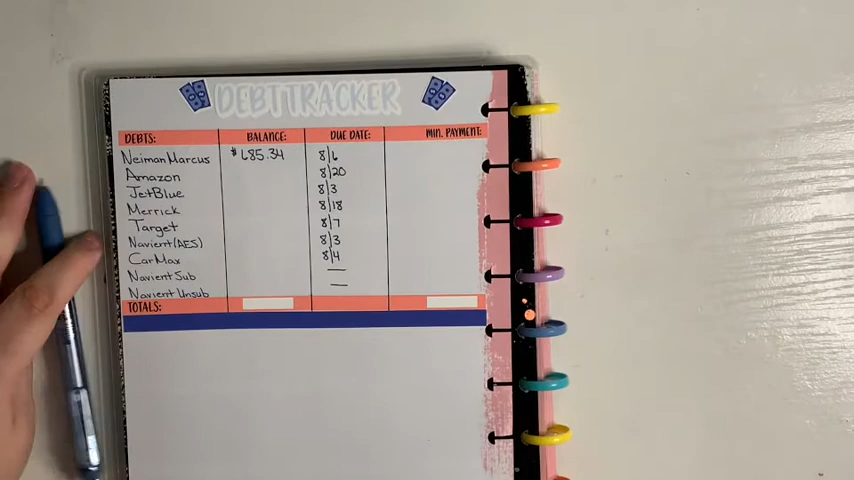 DEBT TRACKER
DEBTS: BALANCE: DUE DATE: MIN. PAYMENT:
Neiman Marcus $685.34 8/6
Amazon 8/20
JetBlue 8/3
Merrick 8/18
Target 8/7
Navient (AES) 8/3
CarMax 8/4
Navient Sub —
Navient Unsub —
TOTALS: